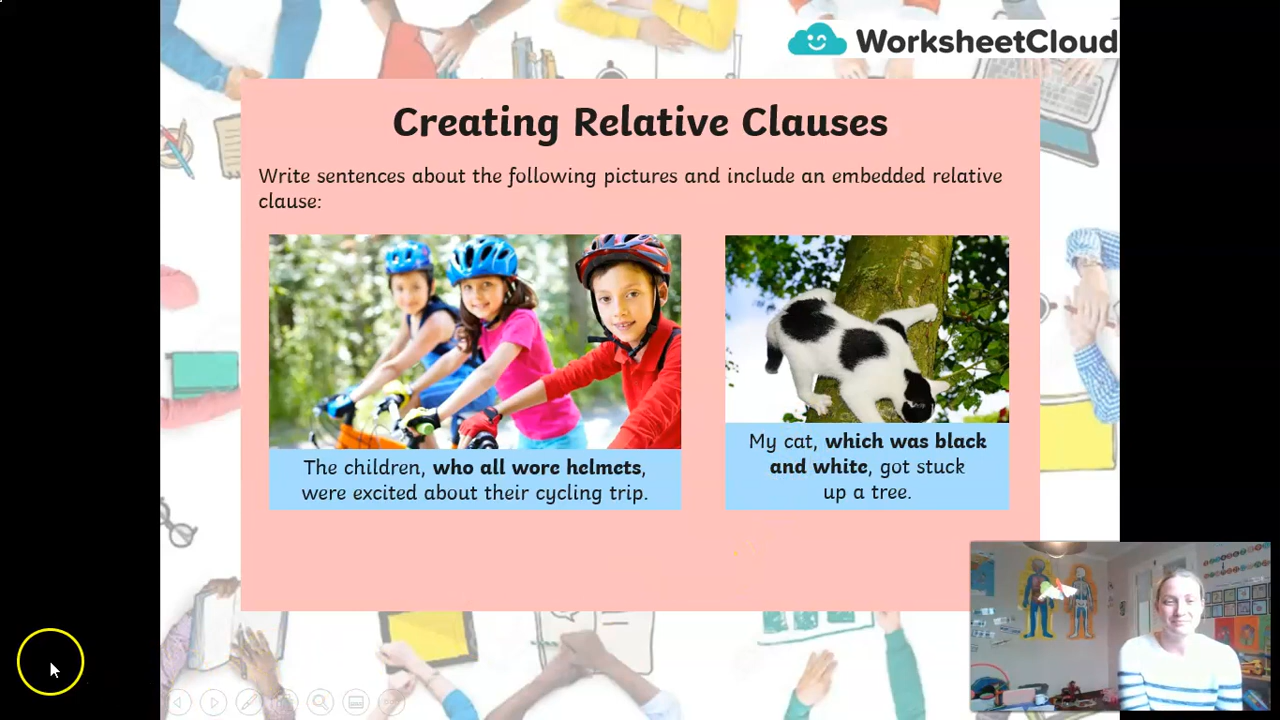 WorksheetCloud
Creating Relative Clauses
Write sentences about the following pictures and include an embedded relative
clause:
The children, who all wore helmets,
were excited about their cycling trip.
My cat, which was black
and white, got stuck
up a tree.